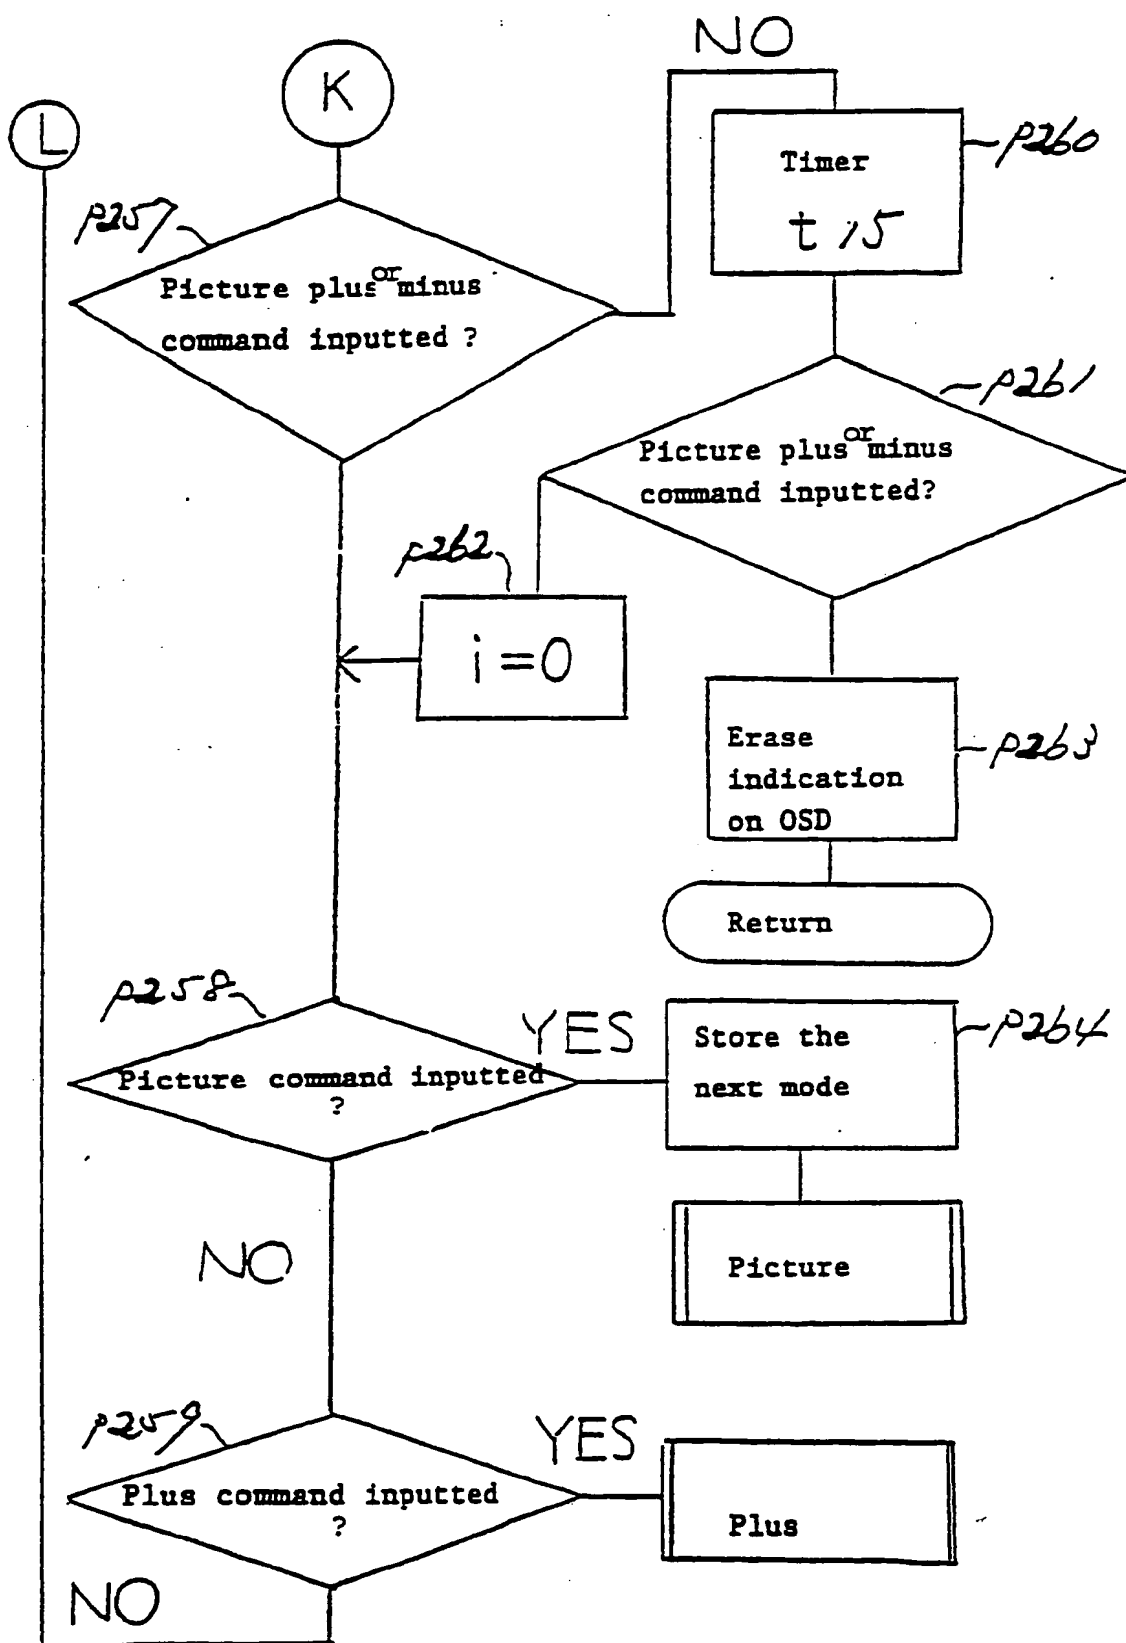 NO
K
L
Timer
t ; 5
p260
p257
Picture plus or minus
command inputted ?
p261
Picture plus or minus
command inputted?
p262
i = 0
Erase
indication
on OSD
p263
Return
p258
YES
Store the
next mode
p264
Picture command inputted
?
NO
Picture
p259
YES
Plus command inputted
?
Plus
NO